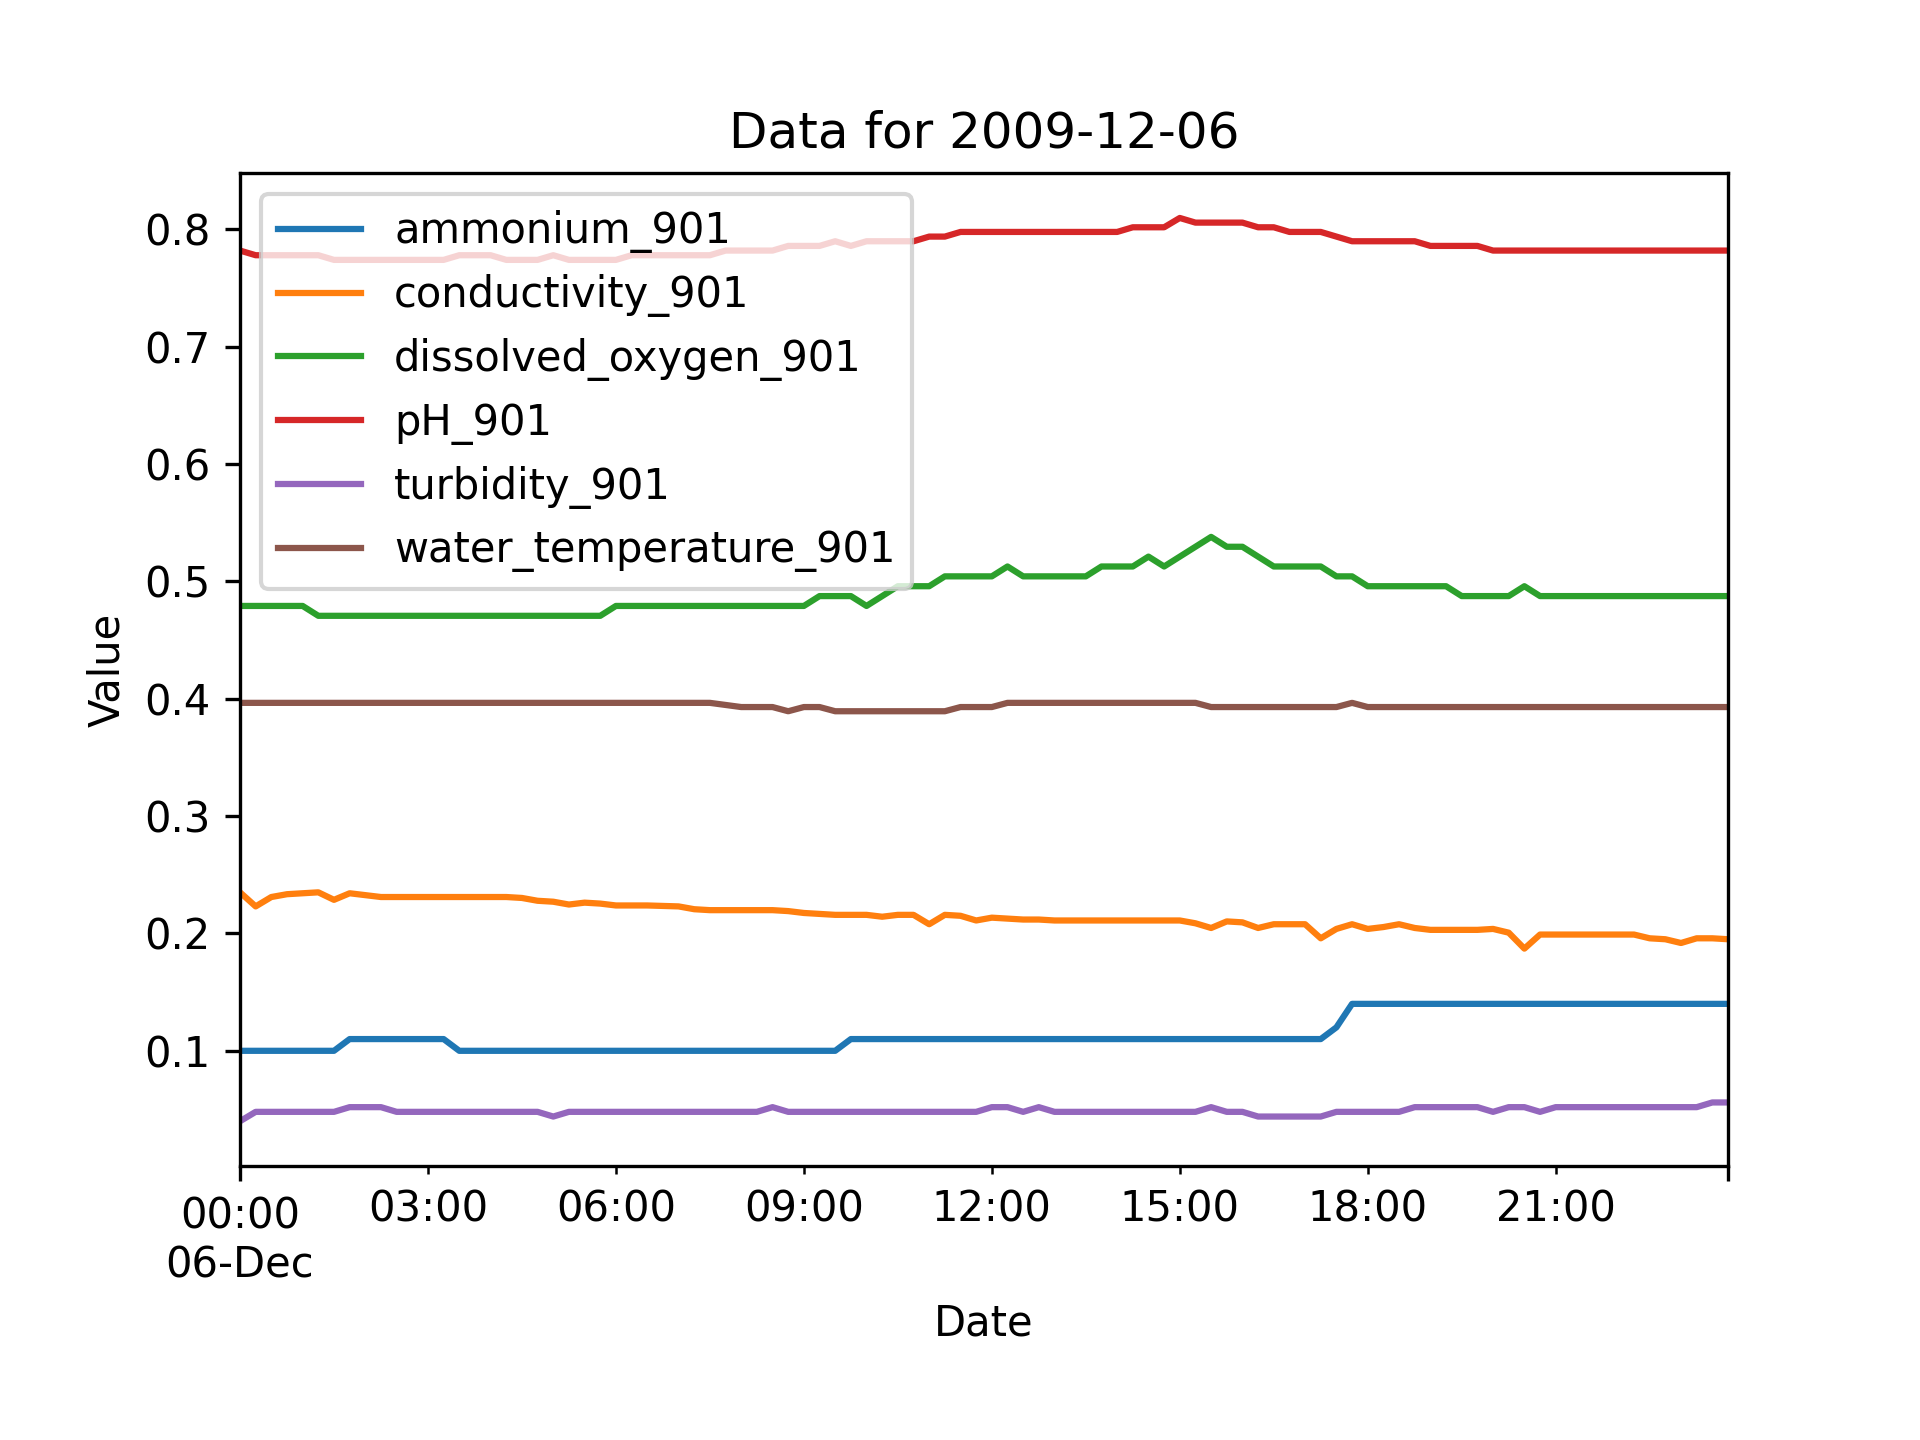 Data for 2009-12-06
ammonium_901
conductivity_901
dissolved_oxygen_901
pH_901
turbidity_901
water_temperature_901
0.8
0.7
0.6
0.5
0.4
0.3
0.2
0.1
Value
00:00 03:00 06:00 09:00 12:00 15:00 18:00 21:00
06-Dec
Date